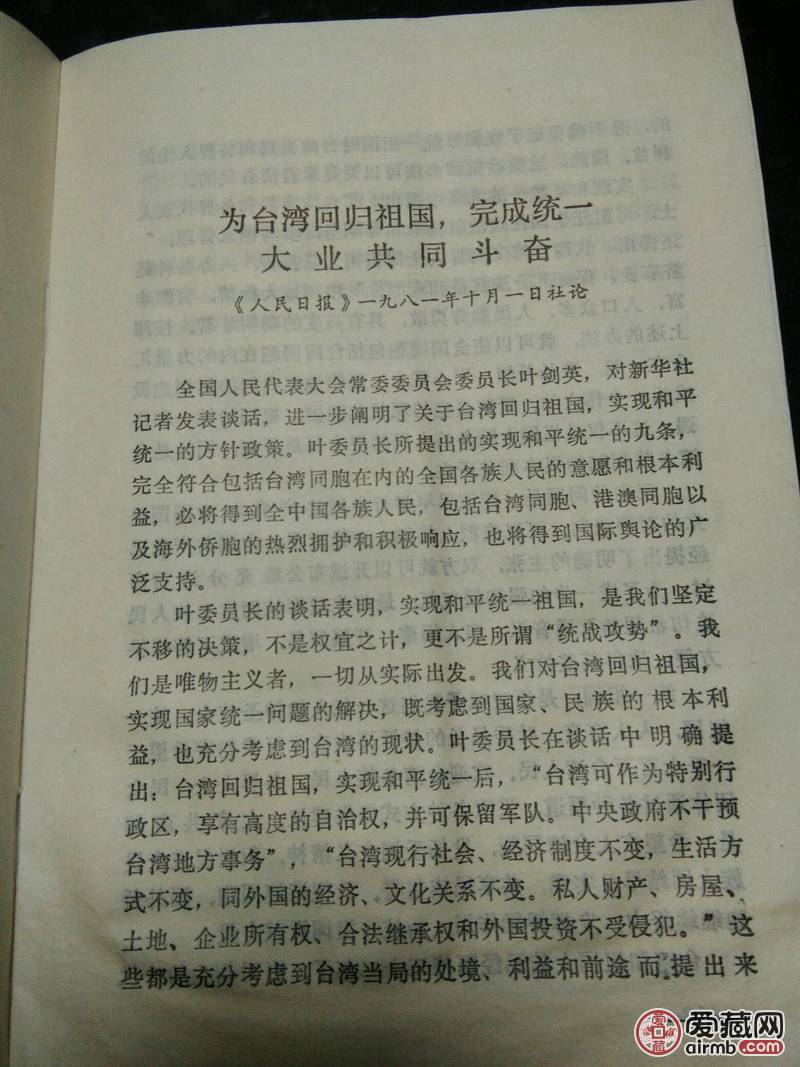 为台湾回归祖国，完成统一
大业共同斗奋
《人民日报》一九八一年十月一日社论
全国人民代表大会常委委员会委员长叶剑英，对新华社
记者发表谈话，进一步阐明了关于台湾回归祖国，实现和平
统一的方针政策。叶委员长所提出的实现和平统一的九条，
完全符合包括台湾同胞在内的全国各族人民的意愿和根本利
益，必将得到全中国各族人民，包括台湾同胞、港澳同胞以
及海外侨胞的热烈拥护和积极响应，也将得到国际舆论的广
泛支持。
叶委员长的谈话表明，实现和平统一祖国，是我们坚定
不移的决策，不是权宜之计，更不是所谓“统战攻势”。我
们是唯物主义者，一切从实际出发。我们对台湾回归祖国，
实现国家统一问题的解决，既考虑到国家、民族的根本利
益，也充分考虑到台湾的现状。叶委员长在谈话中明确提
出：台湾回归祖国，实现和平统一后，“台湾可作为特别行
政区，享有高度的自治权，并可保留军队。中央政府不干预
台湾地方事务”，“台湾现行社会、经济制度不变，生活方
式不变，同外国的经济、文化关系不变。私人财产、房屋、
土地、企业所有权、合法继承权和外国投资不受侵犯。”这
些都是充分考虑到台湾当局的处境、利益和前途而提出来
爱藏网
airmb.com